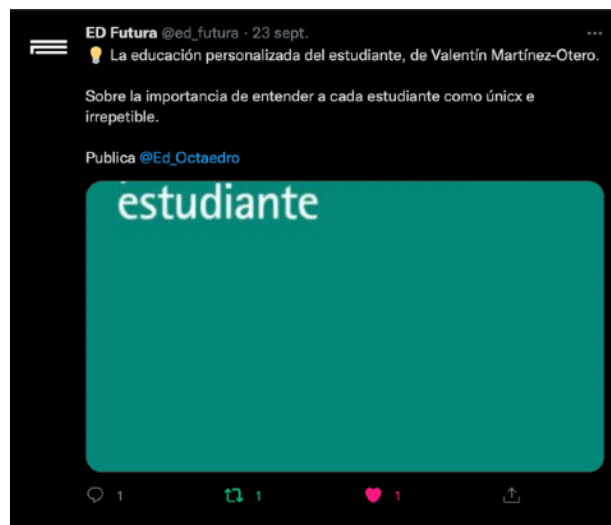 ED Futura @ed_futura · 23 sept.
💡 La educación personalizada del estudiante, de Valentín Martínez-Otero.
Sobre la importancia de entender a cada estudiante como únicx e
irrepetible.
Publica @Ed_Octaedro
estudiante
1
1
1